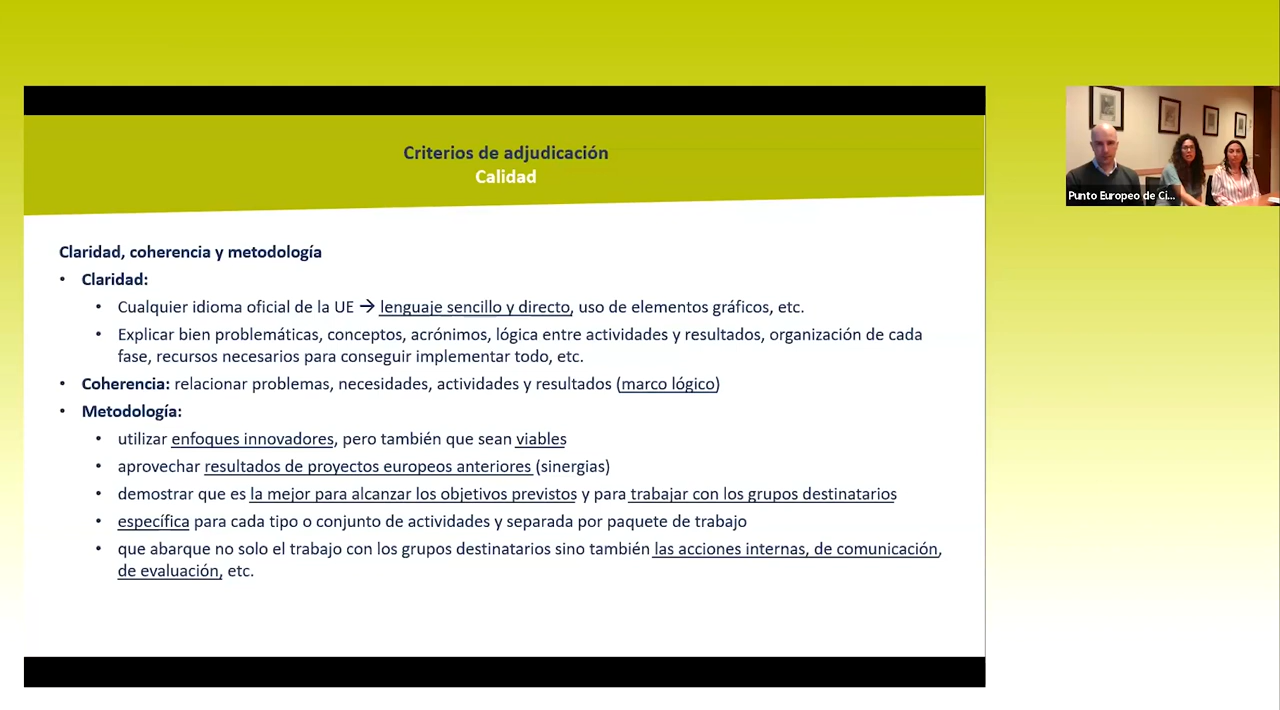 Criterios de adjudicación
Calidad
Claridad, coherencia y metodología
• Claridad:
• Cualquier idioma oficial de la UE → lenguaje sencillo y directo, uso de elementos gráficos, etc.
• Explicar bien problemáticas, conceptos, acrónimos, lógica entre actividades y resultados, organización de cada
fase, recursos necesarios para conseguir implementar todo, etc.
• Coherencia: relacionar problemas, necesidades, actividades y resultados (marco lógico)
• Metodología:
• utilizar enfoques innovadores, pero también que sean viables
• aprovechar resultados de proyectos europeos anteriores (sinergias)
• demostrar que es la mejor para alcanzar los objetivos previstos y para trabajar con los grupos destinatarios
• específica para cada tipo o conjunto de actividades y separada por paquete de trabajo
• que abarque no solo el trabajo con los grupos destinatarios sino también las acciones internas, de comunicación,
de evaluación, etc.
Punto Europeo de Ci...